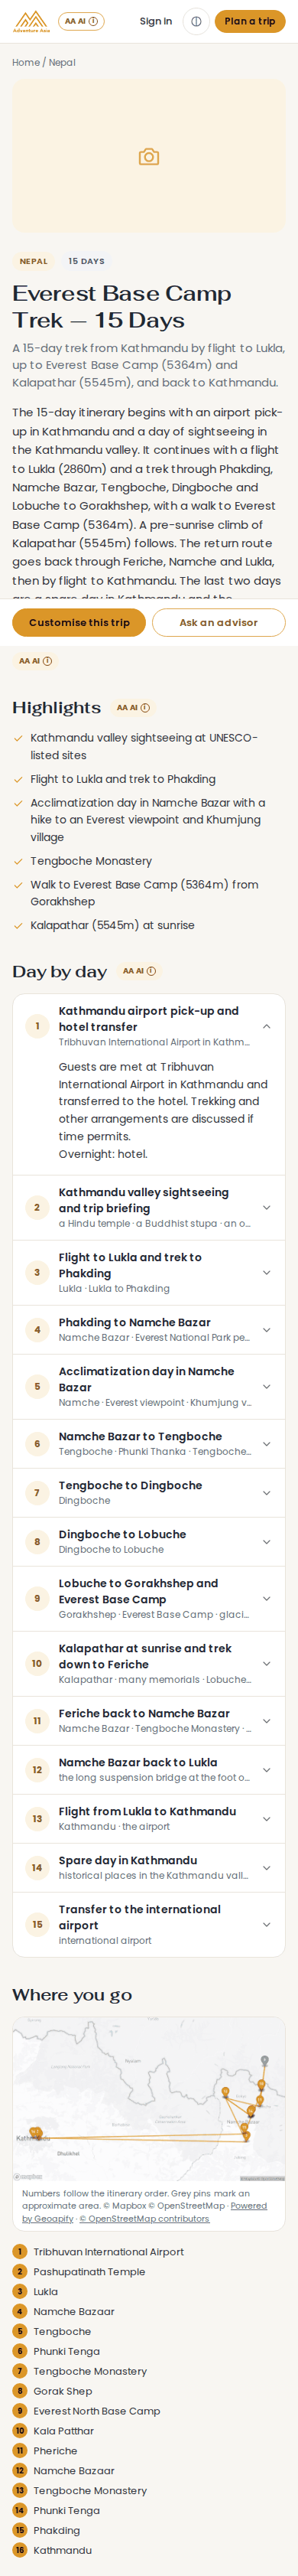 Adventure Asia
AA AI
Sign in
Plan a trip
Home / Nepal
NEPAL
15 DAYS
Everest Base Camp
Trek — 15 Days
A 15-day trek from Kathmandu by flight to Lukla,
up to Everest Base Camp (5364m) and
Kalapathar (5545m), and back to Kathmandu.
The 15-day itinerary begins with an airport pick-
up in Kathmandu and a day of sightseeing in
the Kathmandu valley. It continues with a flight
to Lukla (2860m) and a trek through Phakding,
Namche Bazar, Tengboche, Dingboche and
Lobuche to Gorakhshep, with a walk to Everest
Base Camp (5364m). A pre-sunrise climb of
Kalapathar (5545m) follows. The return route
goes back through Feriche, Namche and Lukla,
then by flight to Kathmandu. The last two days
are a spare day in Kathmandu and the
Customise this trip
Ask an advisor
AA AI
Highlights
AA AI
Kathmandu valley sightseeing at UNESCO-
listed sites
Flight to Lukla and trek to Phakding
Acclimatization day in Namche Bazar with a
hike to an Everest viewpoint and Khumjung
village
Tengboche Monastery
Walk to Everest Base Camp (5364m) from
Gorakhshep
Kalapathar (5545m) at sunrise
Day by day
AA AI
1
Kathmandu airport pick-up and
hotel transfer
Tribhuvan International Airport in Kathm...
Guests are met at Tribhuvan
International Airport in Kathmandu and
transferred to the hotel. Trekking and
other arrangements are discussed if
time permits.
Overnight: hotel.
2
Kathmandu valley sightseeing
and trip briefing
a Hindu temple · a Buddhist stupa · an o...
3
Flight to Lukla and trek to
Phakding
Lukla · Lukla to Phakding
4
Phakding to Namche Bazar
Namche Bazar · Everest National Park pe...
5
Acclimatization day in Namche
Bazar
Namche · Everest viewpoint · Khumjung v...
6
Namche Bazar to Tengboche
Tengboche · Phunki Thanka · Tengboche...
7
Tengboche to Dingboche
Dingboche
8
Dingboche to Lobuche
Dingboche to Lobuche
9
Lobuche to Gorakhshep and
Everest Base Camp
Gorakhshep · Everest Base Camp · glaci...
10
Kalapathar at sunrise and trek
down to Feriche
Kalapathar · many memorials · Lobuche...
11
Feriche back to Namche Bazar
Namche Bazar · Tengboche Monastery · ...
12
Namche Bazar back to Lukla
the long suspension bridge at the foot o...
13
Flight from Lukla to Kathmandu
Kathmandu · the airport
14
Spare day in Kathmandu
historical places in the Kathmandu vall...
15
Transfer to the international
airport
international airport
Where you go
Dhulikhel
mapbox
Numbers follow the itinerary order. Grey pins mark an
approximate area. © Mapbox © OpenStreetMap · Powered
by Geoapify · © OpenStreetMap contributors
1 Tribhuvan International Airport
2 Pashupatinath Temple
3 Lukla
4 Namche Bazaar
5 Tengboche
6 Phunki Tenga
7 Tengboche Monastery
8 Gorak Shep
9 Everest North Base Camp
10 Kala Patthar
11 Pheriche
12 Namche Bazaar
13 Tengboche Monastery
14 Phunki Tenga
15 Phakding
16 Kathmandu